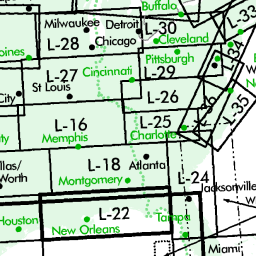 Buffalo
L-33
Milwaukee Detroit L-30
L-28 Chicago Cleveland
oines Pittsburgh L-34
L-27 Cincinnati L-29
City St Louis L-26 L-35
L-16 L-25
Memphis Charlotte
L-18 Atlanta
las/
Worth Montgomery L-24
Jacksonville
L-22 Tampa
Houston New Orleans
Miami